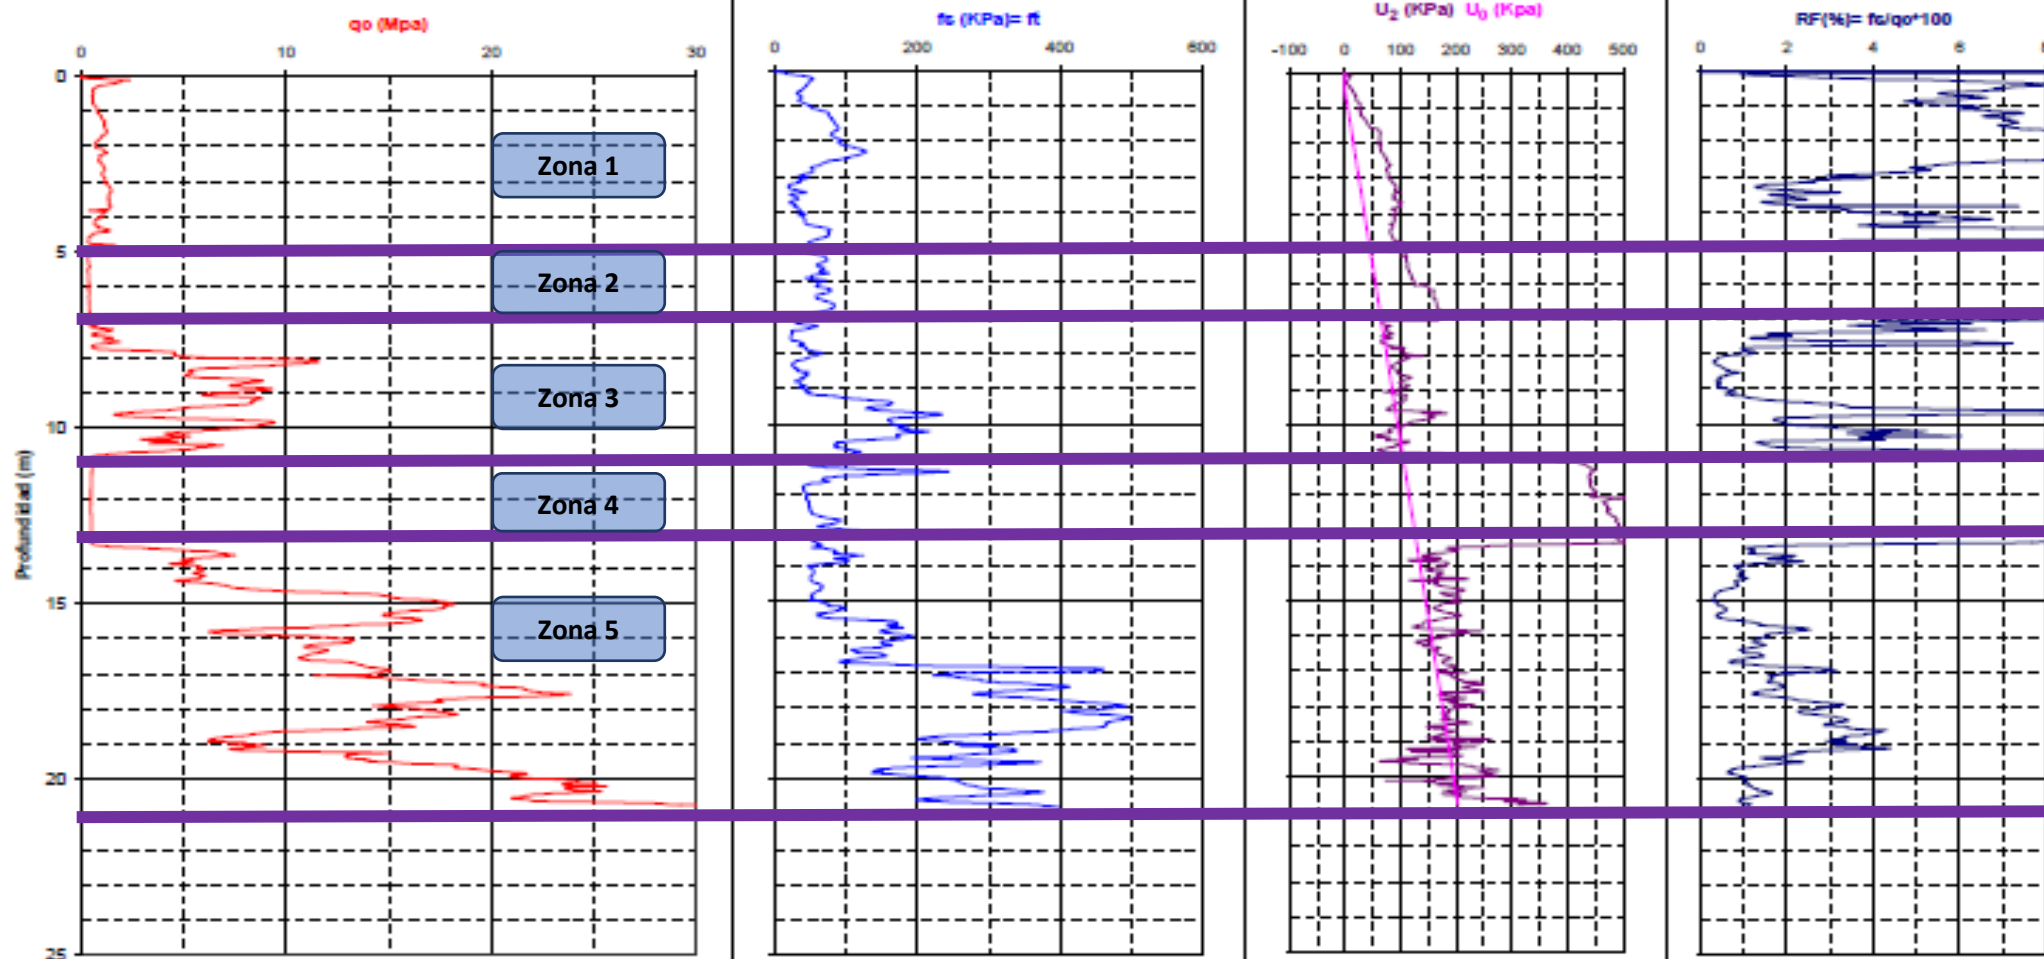 qo (Mpa)
0 10 20 30
fs (KPa)= ft
0 200 400 600
U2 (KPa) U0 (Kpa)
-100 0 100 200 300 400 500
RF(%)= fs/qo*100
0 2 4 6
Profundidad (m)
0
5
10
15
20
25
Zona 1
Zona 2
Zona 3
Zona 4
Zona 5